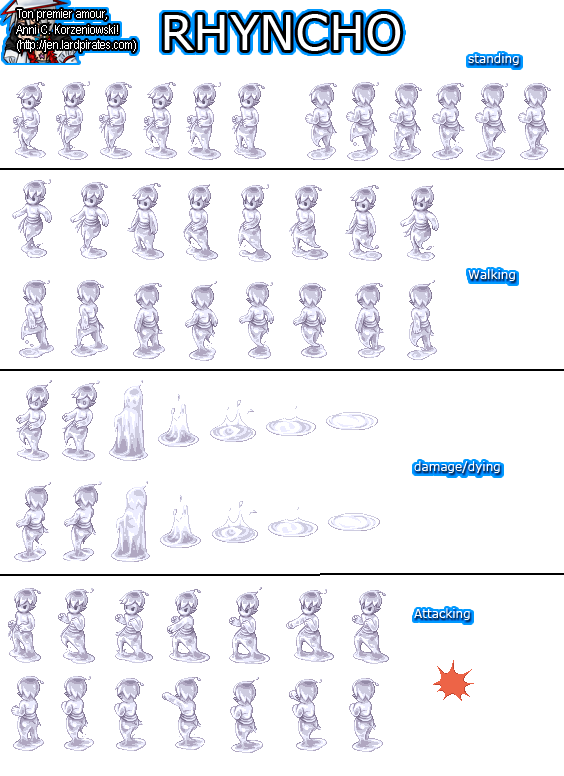 Ton premier amour,
Anni C. Korzeniowski!
(http://jen.lardpirates.com)
RHYNCHO
standing
Walking
damage/dying
Attacking